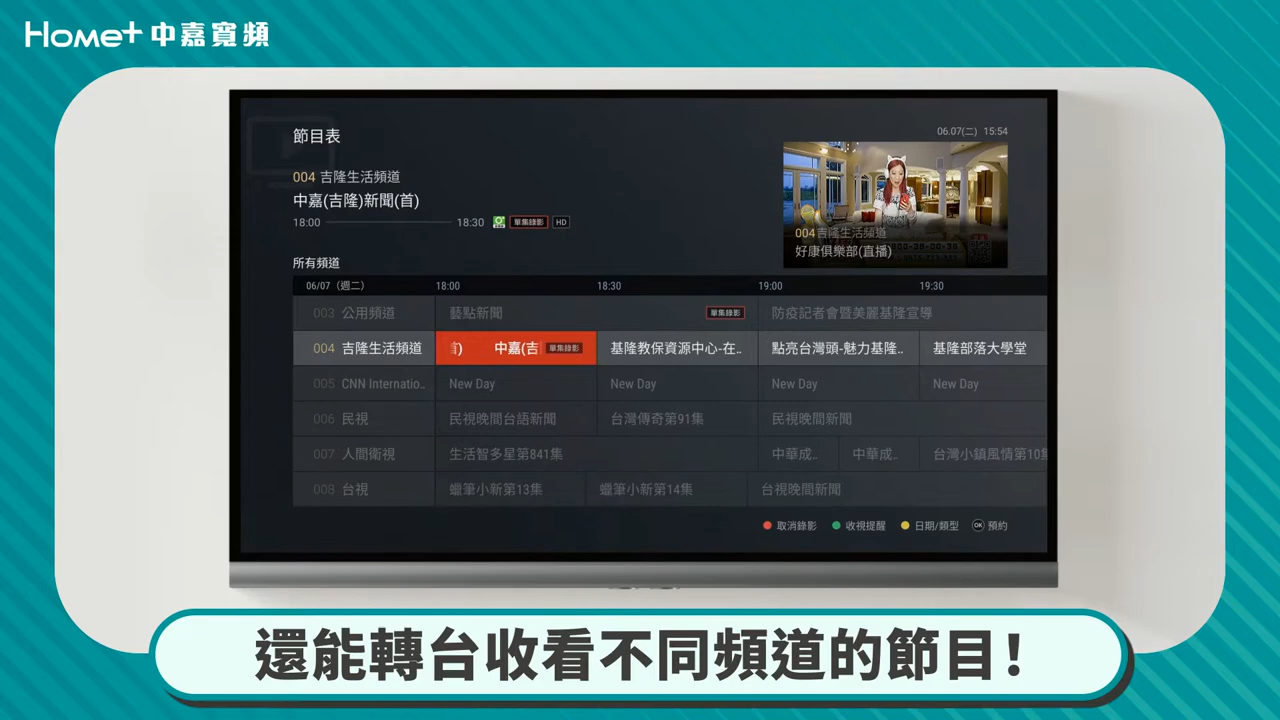 Home+ 中嘉寬頻
節目表
06.07(二) 15:54
004 吉隆生活頻道
中嘉(吉隆)新聞(首)
18:00 18:30 單集錄影 HD
004 吉隆生活頻道
好康俱樂部(直播)
所有頻道
06/07 (週二) 18:00 18:30 19:00 19:30
003 公用頻道 藝點新聞 單集錄影 防疫記者會暨美麗基隆宣導
004 吉隆生活頻道 首) 中嘉(吉 單集錄影 基隆教保資源中心-在.. 點亮台灣頭-魅力基隆.. 基隆部落大學堂
005 CNN Internatio.. New Day New Day New Day New Day
006 民視 民視晚間台語新聞 台灣傳奇第91集 民視晚間新聞
007 人間衛視 生活智多星第841集 中華成.. 中華成.. 台灣小鎮風情第10集
008 台視 蠟筆小新第13集 蠟筆小新第14集 台視晚間新聞
取消錄影 收視提醒 日期/類型 OK 預約
還能轉台收看不同頻道的節目!